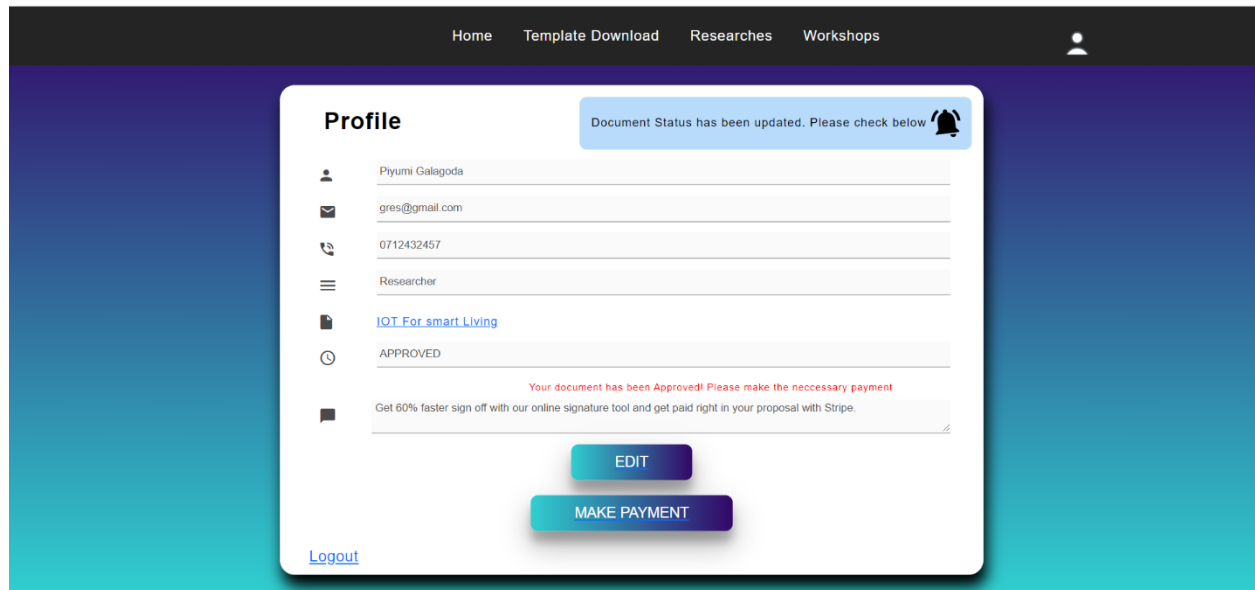 Home Template Download Researches Workshops
Profile
Document Status has been updated. Please check below
Piyumi Galagoda
gres@gmail.com
0712432457
Researcher
IOT For smart Living
APPROVED
Your document has been Approved! Please make the neccessary payment
Get 60% faster sign off with our online signature tool and get paid right in your proposal with Stripe.
EDIT
MAKE PAYMENT
Logout